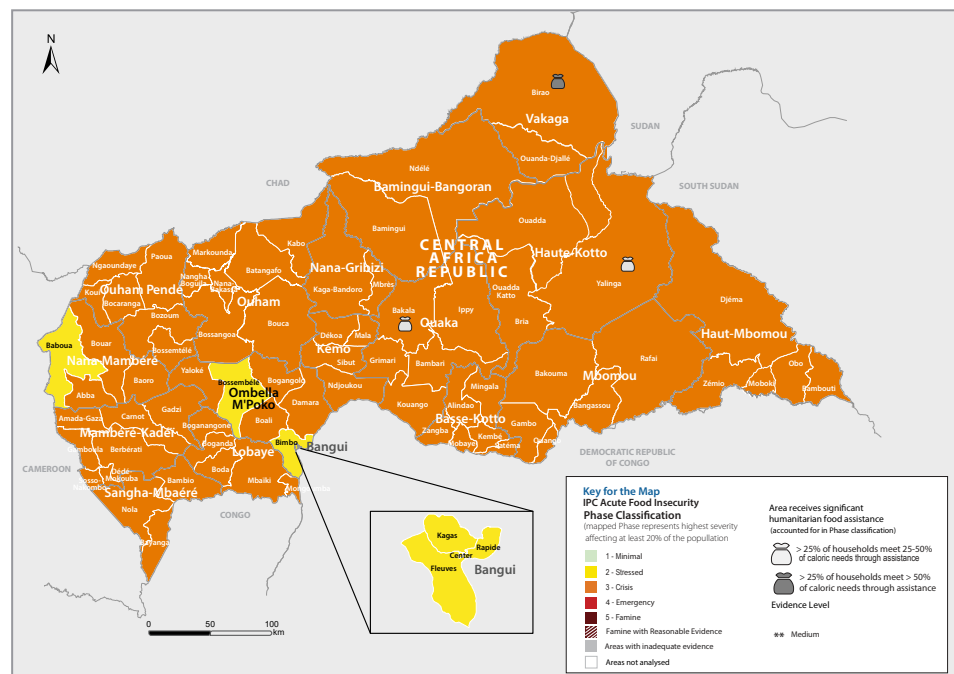 N
Birao
Vakaga
SUDAN
Ouanda-Djallé
Ndélé
CHAD
Bamingui-Bangoran
SOUTH SUDAN
Ouadda
Bamingui
Kabo
Markounda
Paoua
CENTRAL
AFRICA
REPUBLIC
Haute-Kotto
Ngaoundaye
Batangafo
Nana-Gribizi
Nangha-
Boguila
Nana-
Bakassa
Koui
Ouham Pendé
Kaga-Bandoro
Mbrès
Yalinga
Ouadda
Katto
Bocaranga
Ouham
Djéma
Bozoum
Bakala
Ippy
Bouca
Ouaka
Bria
Bossangoa
Haut-Mbomou
Baboua
Bouar
Dékpa
Mala
Bossemtélé
Kémo
Nana-Mambéré
Sibut
Grimari
Bambari
Rafai
Obo
Yaloké
Bakouma
Mbomou
Zémio
Mboki
Bambouti
Baoro
Bossembélé
Bogangolo
Ndjoukou
Mingala
Abba
Ombella
M'Poko
Damara
Kouango
Alindao
Bangassou
Gadzi
Amada-Gaza
Carnot
Boali
Basse-Kotto
Gambo
Boganangone
Zangba
Kembé
Mambéré-Kadéï
Mobaye
Satéma
Bimbo
Bangui
Boganda
Lobaye
Berbérati
DEMOCRATIC REPUBLIC
OF CONGO
CAMEROON
Dédé-
Mokouba
Boda
Mbaiki
Bambio
Sangha-Mbaéré
Nola
CONGO
Kagas
Rapide
Center
Fleuves
Bangui
0 50 100
km
Key for the Map
IPC Acute Food Insecurity
Phase Classification
(mapped Phase represents highest severity
affecting at least 20% of the population)
1 - Minimal
2 - Stressed
3 - Crisis
4 - Emergency
5 - Famine
Famine with Reasonable Evidence
Areas with inadequate evidence
Areas not analysed
Area receives significant
humanitarian food assistance
(accounted for in Phase classification)
> 25% of households meet 25-50%
of caloric needs through assistance
> 25% of households meet > 50%
of caloric needs through assistance
Evidence Level
** Medium